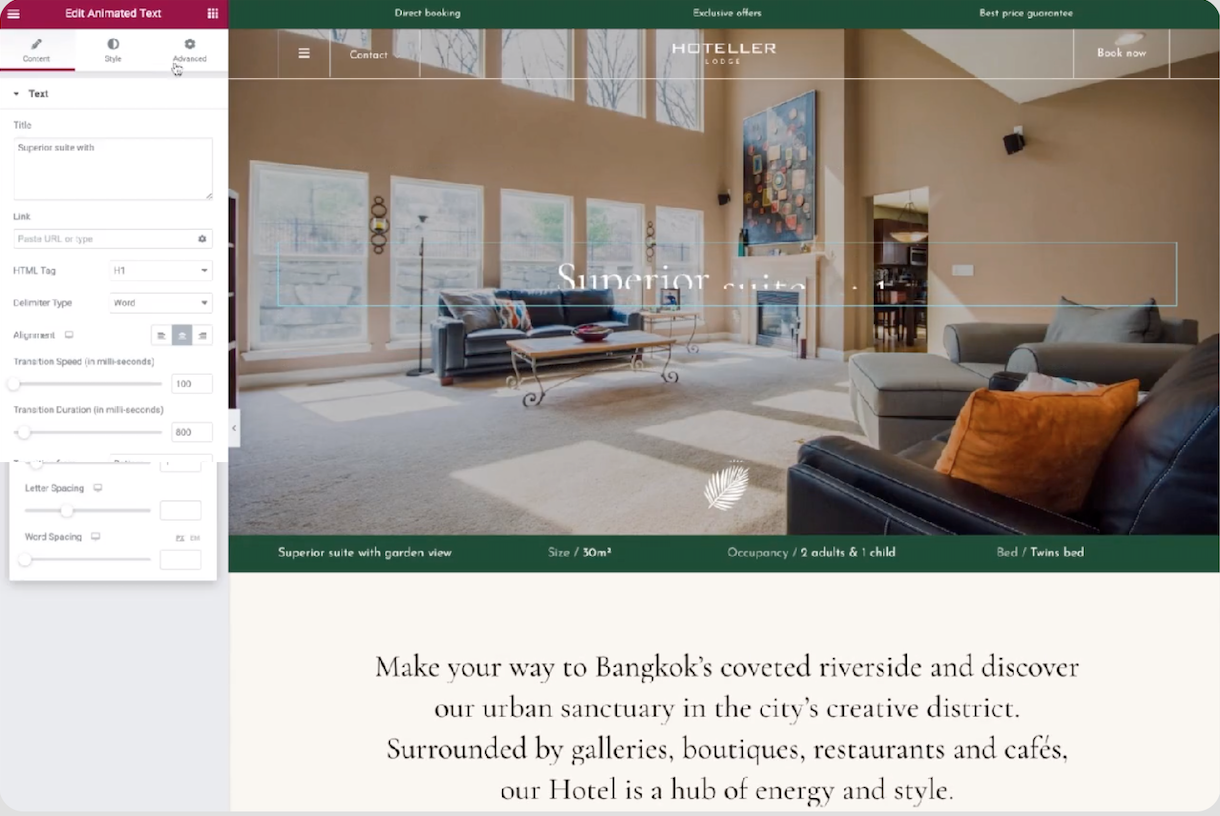 Edit Animated Text
Content
Style
Advanced
Text
Title
Superior suite with
Link
Paste URL or type
HTML Tag
H1
Delimiter Type
Word
Alignment
Transition Speed (in milli-seconds)
100
Transition Duration (in milli-seconds)
800
Letter Spacing
Word Spacing
PX EM
Direct booking
Exclusive offers
Best price guarantee
Contact
HOTELLER
LODGE
Book now
Superior suite
Superior suite with garden view
Size / 30m²
Occupancy / 2 adults & 1 child
Bed / Twins bed
Make your way to Bangkok’s coveted riverside and discover
our urban sanctuary in the city’s creative district.
Surrounded by galleries, boutiques, restaurants and cafés,
our Hotel is a hub of energy and style.